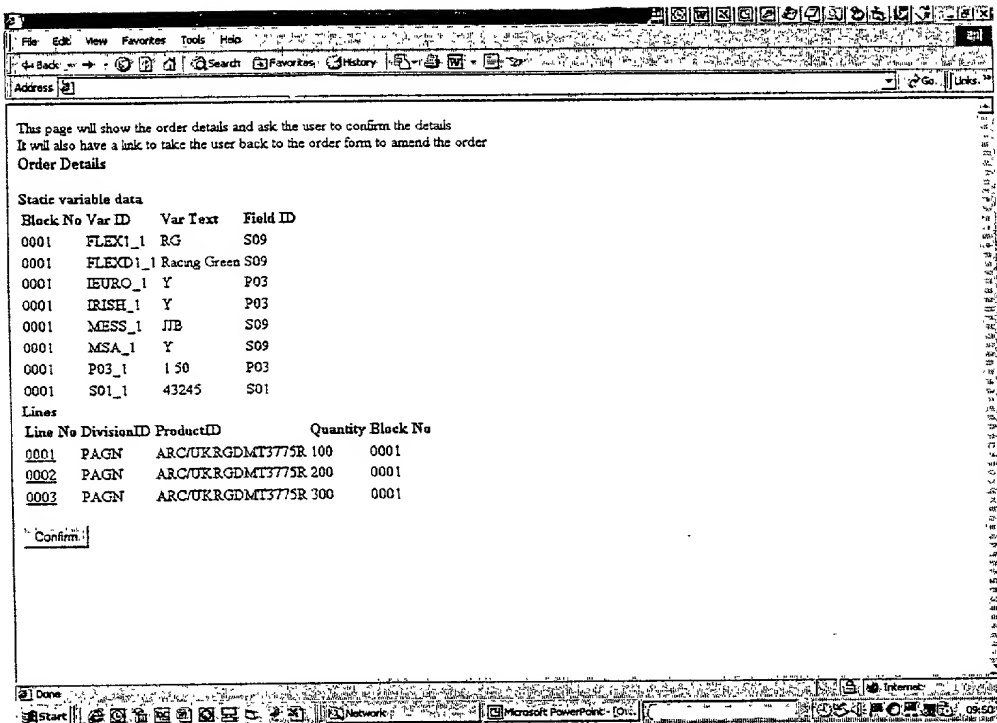 File Edit View Favorites Tools Help
Back Search Favorites History
Address Go Links »
This page will show the order details and ask the user to confirm the details
It will also have a link to take the user back to the order form to amend the order
Order Details
Static variable data
Block No Var ID Var Text Field ID
0001 FLEX1_1 RG S09
0001 FLEXD1_1 Racing Green S09
0001 IEURO_1 Y P03
0001 IRISH_1 Y P03
0001 MESS_1 JJB S09
0001 MSA_1 Y S09
0001 P03_1 1 50 P03
0001 S01_1 43245 S01
Lines
Line No DivisionID ProductID Quantity Block No
0001 PAGN ARC/UKRGDMT3775R 100 0001
0002 PAGN ARC/UKRGDMT3775R 200 0001
0003 PAGN ARC/UKRGDMT3775R 300 0001
Confirm
Done Internet
Start Network Microsoft PowerPoint - 09:50